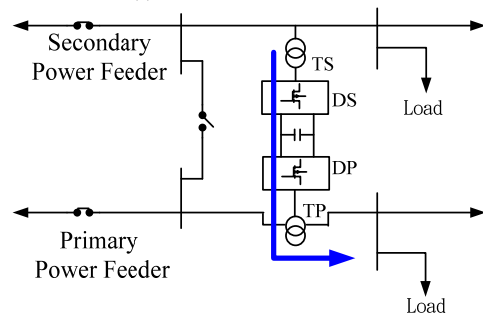 Secondary
Power Feeder
TS
DS
Load
DP
TP
Primary
Power Feeder
Load